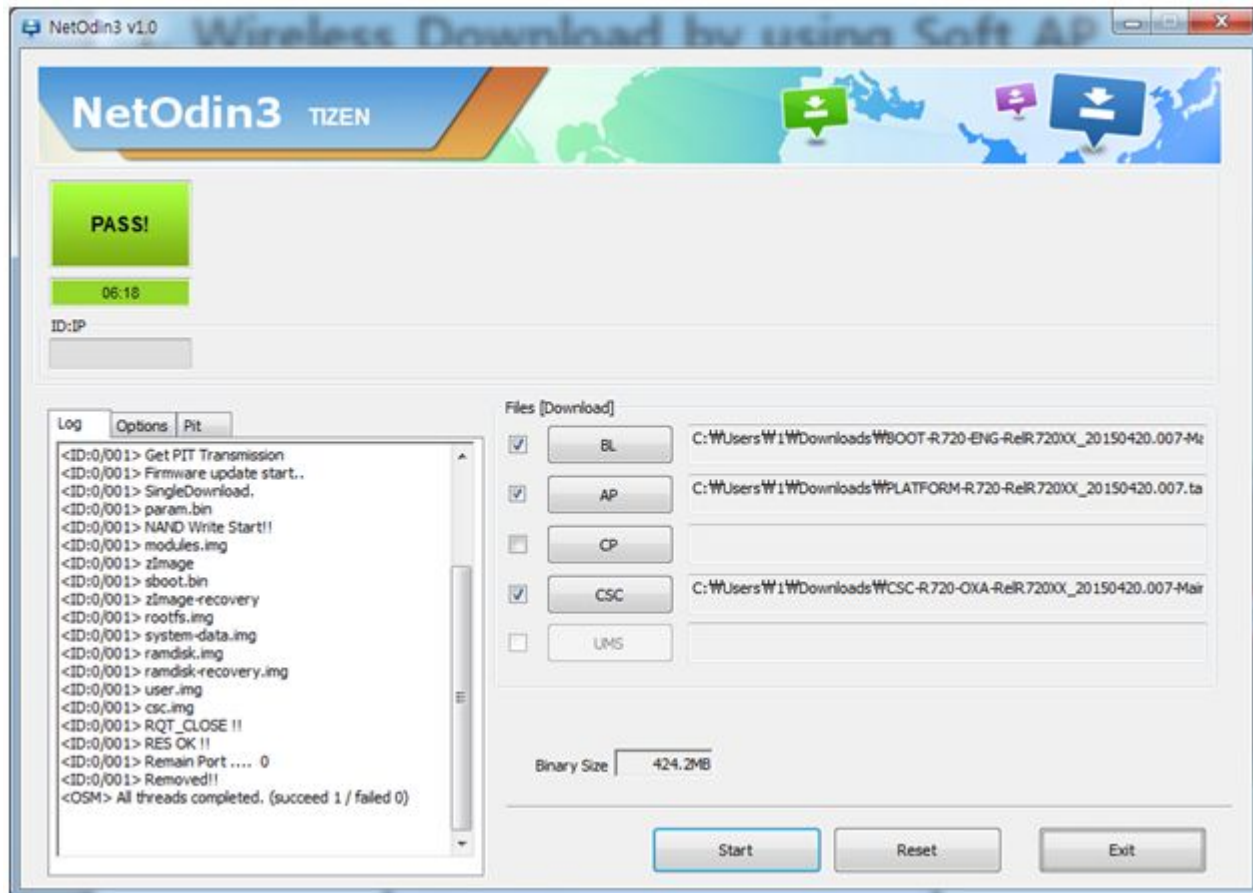 NetOdin3 v1.0
Wireless Download by using Soft AP
NetOdin3 TIZEN
PASS!
06:18
ID:IP
Log
Options
Pit
<ID:0/001> Get PIT Transmission
<ID:0/001> Firmware update start..
<ID:0/001> SingleDownload.
<ID:0/001> param.bin
<ID:0/001> NAND Write Start!!
<ID:0/001> modules.img
<ID:0/001> zImage
<ID:0/001> sboot.bin
<ID:0/001> zImage-recovery
<ID:0/001> rootfs.img
<ID:0/001> system-data.img
<ID:0/001> ramdisk.img
<ID:0/001> ramdisk-recovery.img
<ID:0/001> user.img
<ID:0/001> csc.img
<ID:0/001> RQT_CLOSE !!
<ID:0/001> RES OK !!
<ID:0/001> Remain Port .... 0
<ID:0/001> Removed!!
<OSM> All threads completed. (succeed 1 / failed 0)
Files [Download]
BL C:₩Users₩1₩Downloads₩BOOT-R720-ENG-RelR720XX_20150420.007-Ma
AP C:₩Users₩1₩Downloads₩PLATFORM-R720-RelR720XX_20150420.007.ta
CP
CSC C:₩Users₩1₩Downloads₩CSC-R720-OXA-RelR720XX_20150420.007-Mair
UMS
Binary Size 424.2MB
Start
Reset
Exit